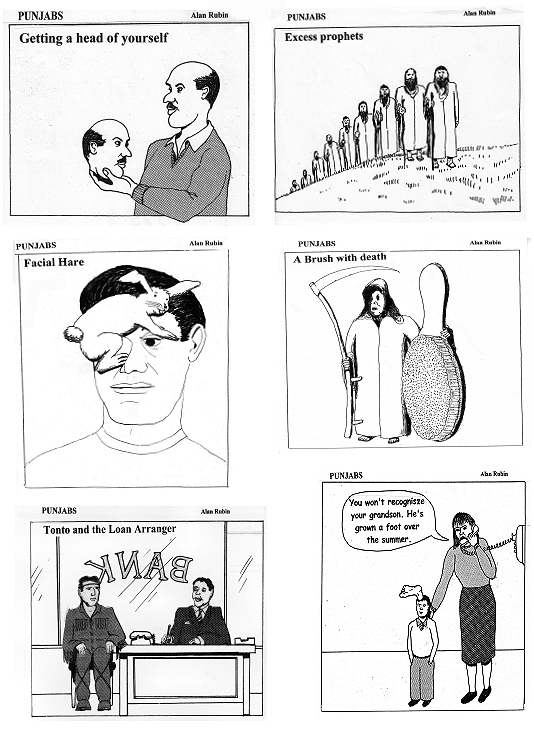 PUNJABS Alan Rubin
Getting a head of yourself
PUNJABS Alan Rubin
Excess prophets
PUNJABS Alan Rubin
Facial Hare
PUNJABS Alan Rubin
A Brush with death
PUNJABS Alan Rubin
Tonto and the Loan Arranger
BANK
PUNJABS Alan Rubin
You won't recognisze
your grandson. He's
grown a foot over
the summer.